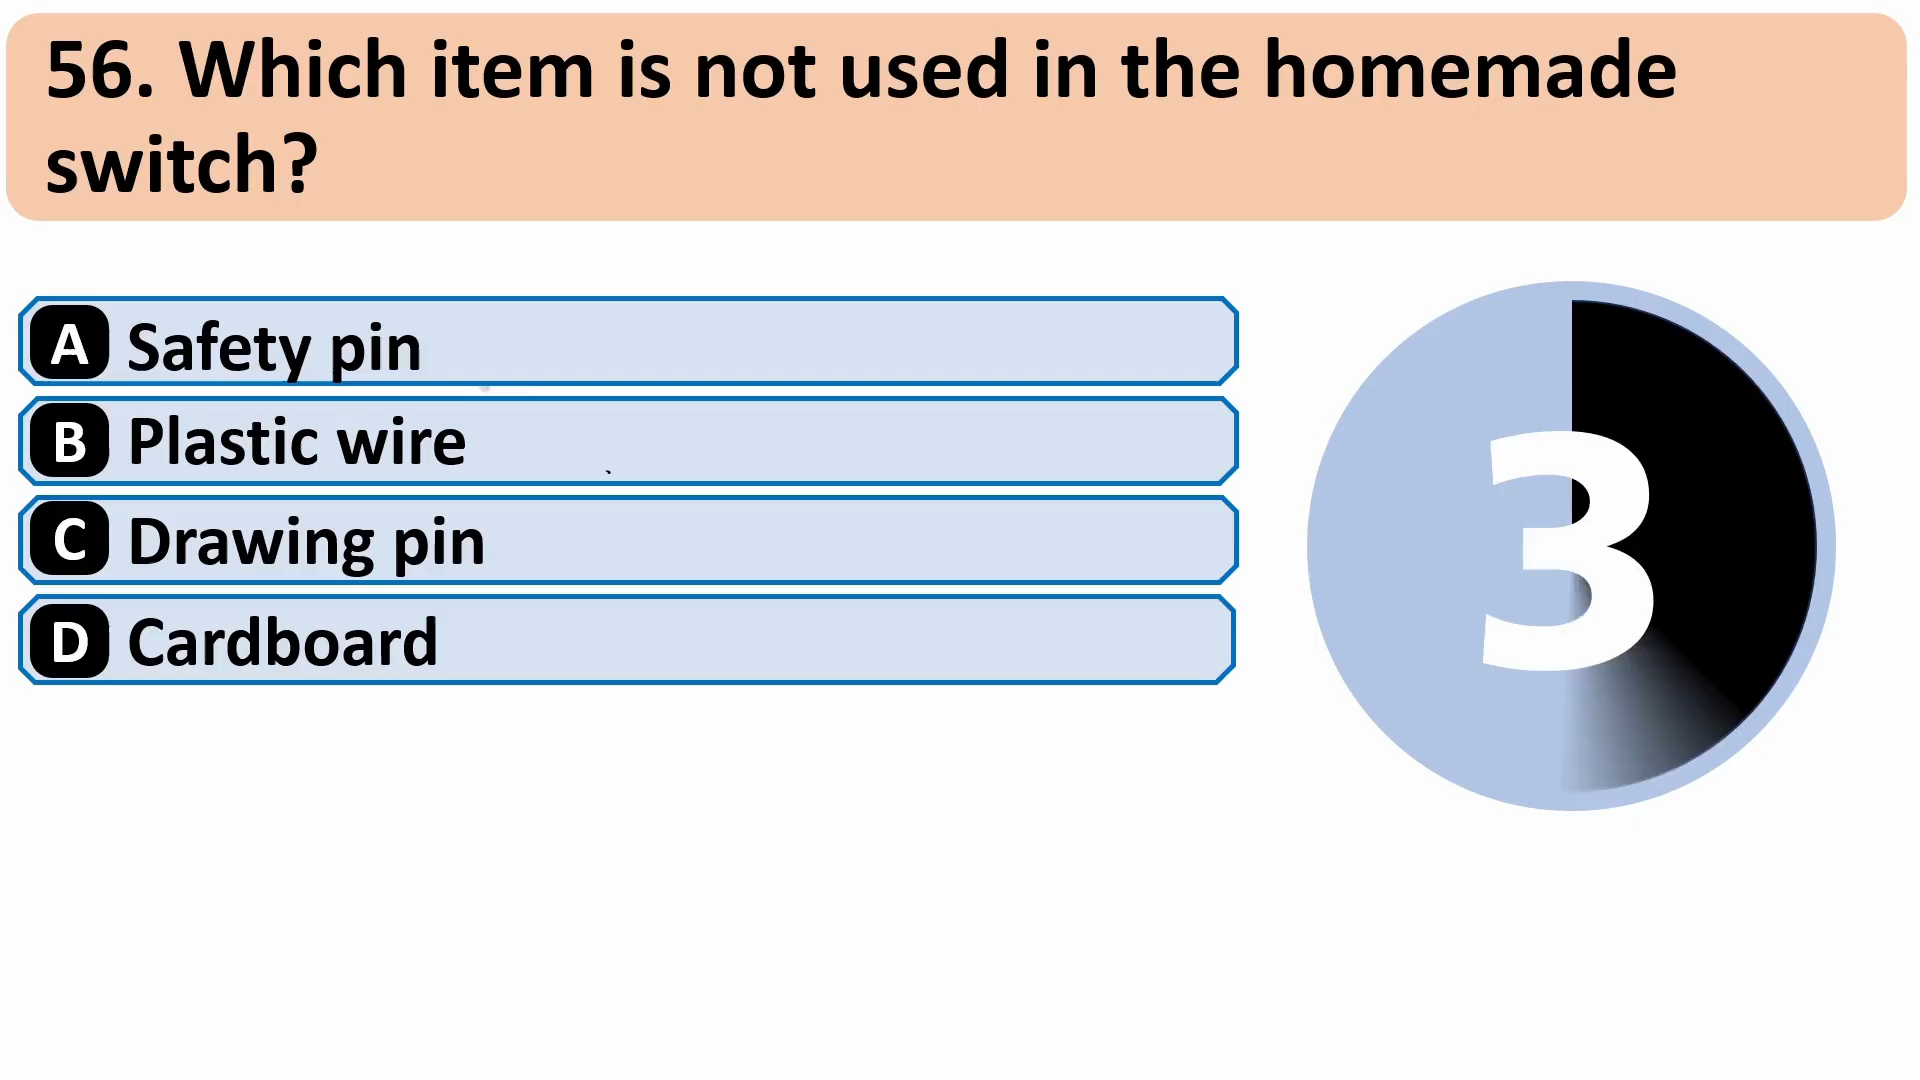 56. Which item is not used in the homemade
switch?
A Safety pin
B Plastic wire
C Drawing pin
D Cardboard
3